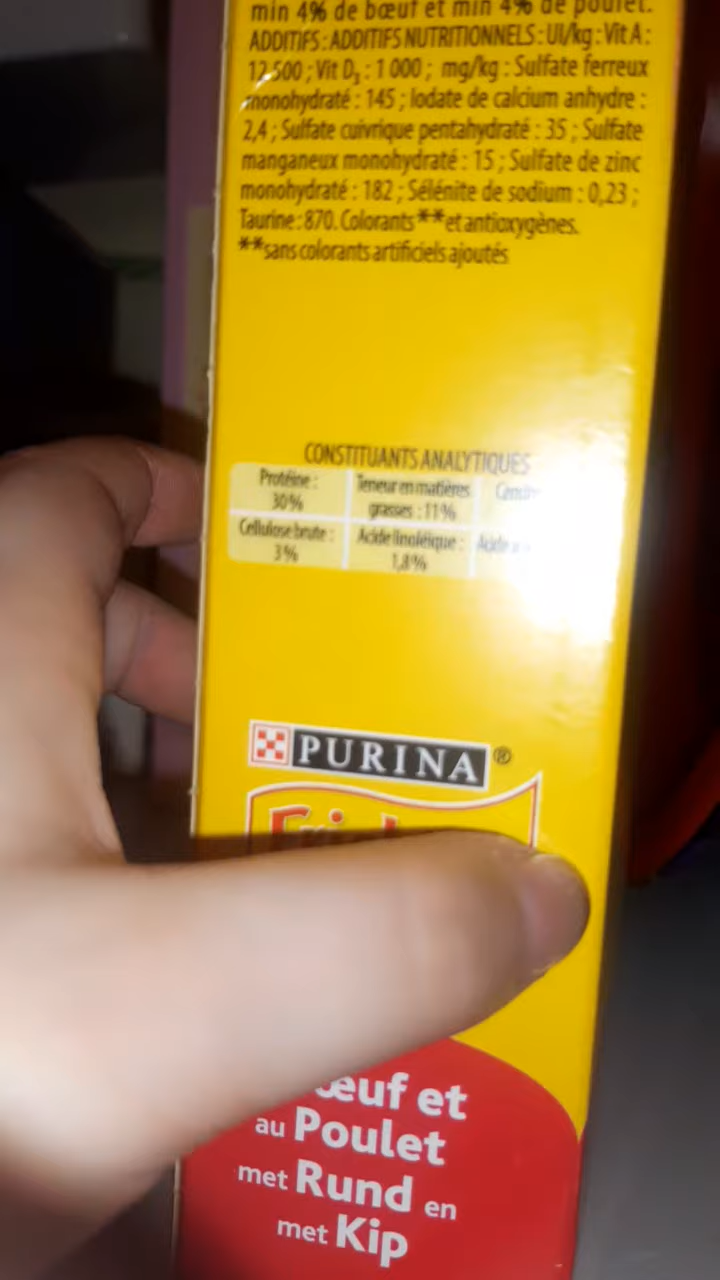 min 4% de bœuf et min 4% de poulet.
ADDITIFS : ADDITIFS NUTRITIONNELS : UI/kg : Vit A :
12 500 ; Vit D₃ : 1 000 ; mg/kg : Sulfate ferreux
monohydraté : 145 ; Iodate de calcium anhydre :
2,4 ; Sulfate cuivrique pentahydraté : 35 ; Sulfate
manganeux monohydraté : 15 ; Sulfate de zinc
monohydraté : 182 ; Sélénite de sodium : 0,23 ;
Taurine : 870. Colorants** et antioxygènes.
**sans colorants artificiels ajoutés
CONSTITUANTS ANALYTIQUES
Protéine :
30%
Teneur en matières
grasses : 11%
Cellulose brute :
3%
Acide linoléique :
1,8%
PURINA®
au Poulet
met Rund en
met Kip